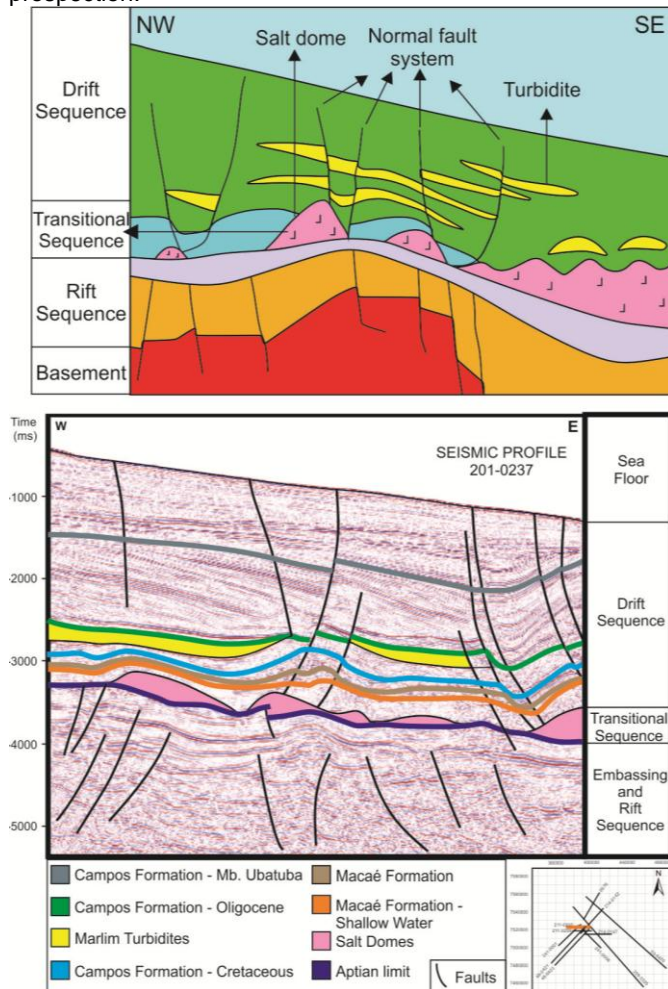 prospection.
NW
SE
Salt dome
Normal fault
system
Turbidite
Drift
Sequence
Transitional
Sequence
Rift
Sequence
Basement
Time
(ms)
W
E
SEISMIC PROFILE
201-0237
-1000
-2000
-3000
-4000
-5000
Sea
Floor
Drift
Sequence
Transitional
Sequence
Embassing
and
Rift
Sequence
Campos Formation - Mb. Ubatuba
Campos Formation - Oligocene
Marlim Turbidites
Campos Formation - Cretaceous
Macaé Formation
Macaé Formation -
Shallow Water
Salt Domes
Aptian limit
Faults
N